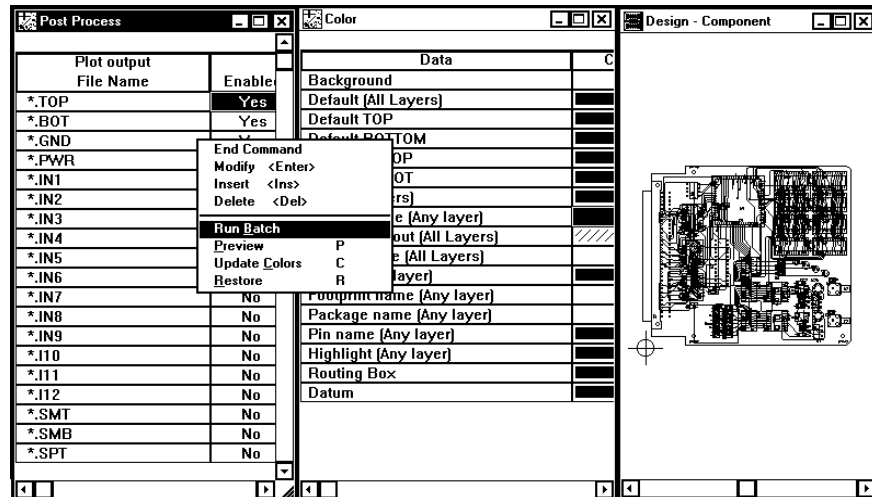 Post Process
Plot output
File Name Enable
*.TOP Yes
*.BOT Yes
*.GND
*.PWR
*.IN1
*.IN2
*.IN3
*.IN4
*.IN5
*.IN6
*.IN7 No
*.IN8 No
*.IN9 No
*.I10 No
*.I11 No
*.I12 No
*.SMT No
*.SMB No
*.SPT No
End Command
Modify <Enter>
Insert <Ins>
Delete <Del>
Run Batch
Preview P
Update Colors C
Restore R
Color
Data C
Background
Default (All Layers)
Default TOP
Default BOTTOM
OP
OT
ers)
e (Any layer)
out (All Layers)
e (All Layers)
layer)
Footprint name (Any layer)
Package name (Any layer)
Pin name (Any layer)
Highlight (Any layer)
Routing Box
Datum
Design - Component